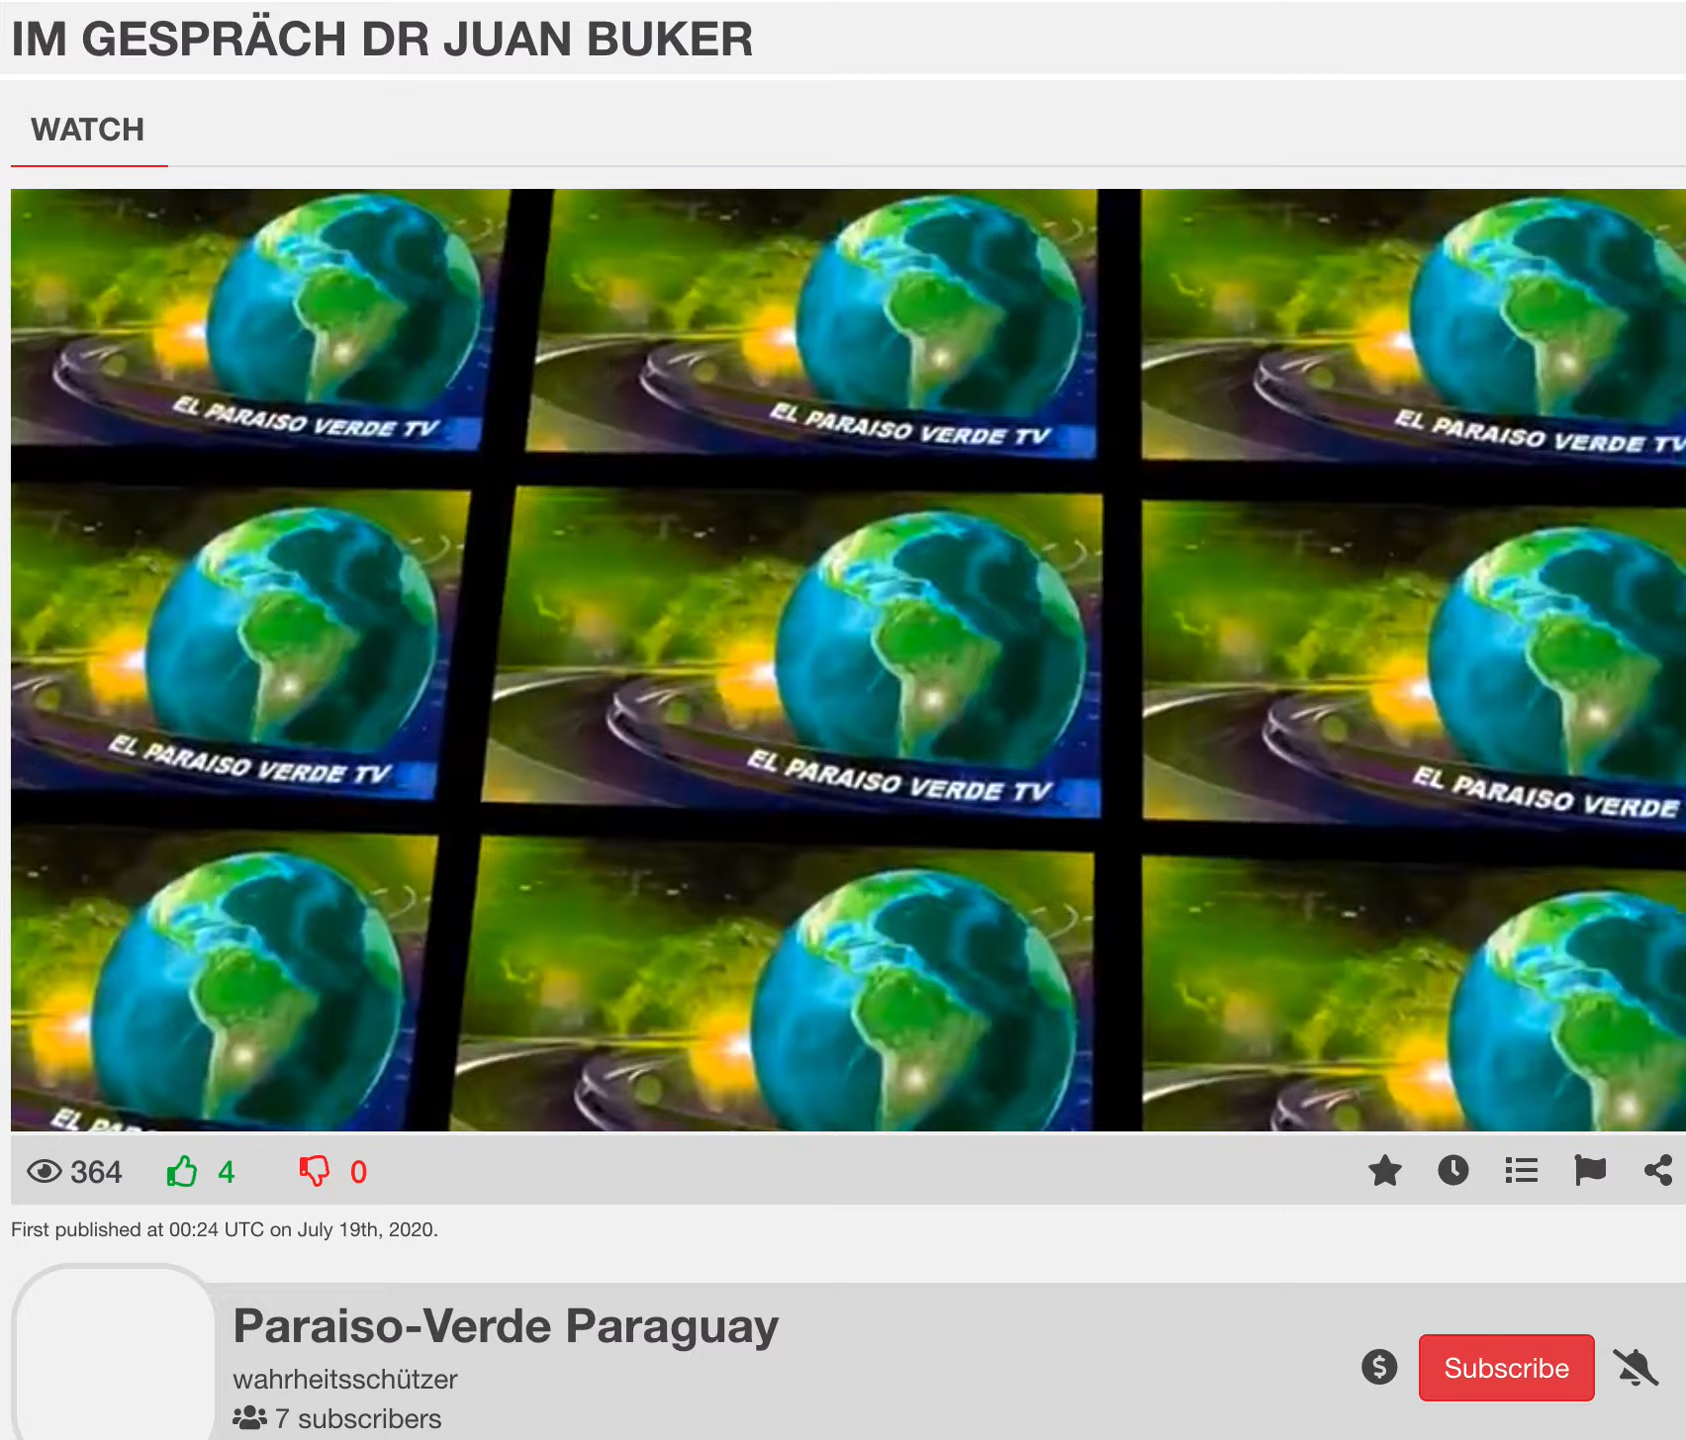 IM GESPRÄCH DR JUAN BUKER
WATCH
EL PARAISO VERDE TV
EL PARAISO VERDE TV
EL PARAISO VERDE TV
EL PARAISO VERDE TV
EL PARAISO VERDE TV
EL PARAISO VERDE
EL
364 4 0
First published at 00:24 UTC on July 19th, 2020.
Paraiso-Verde Paraguay
wahrheitsschützer
7 subscribers
$
Subscribe